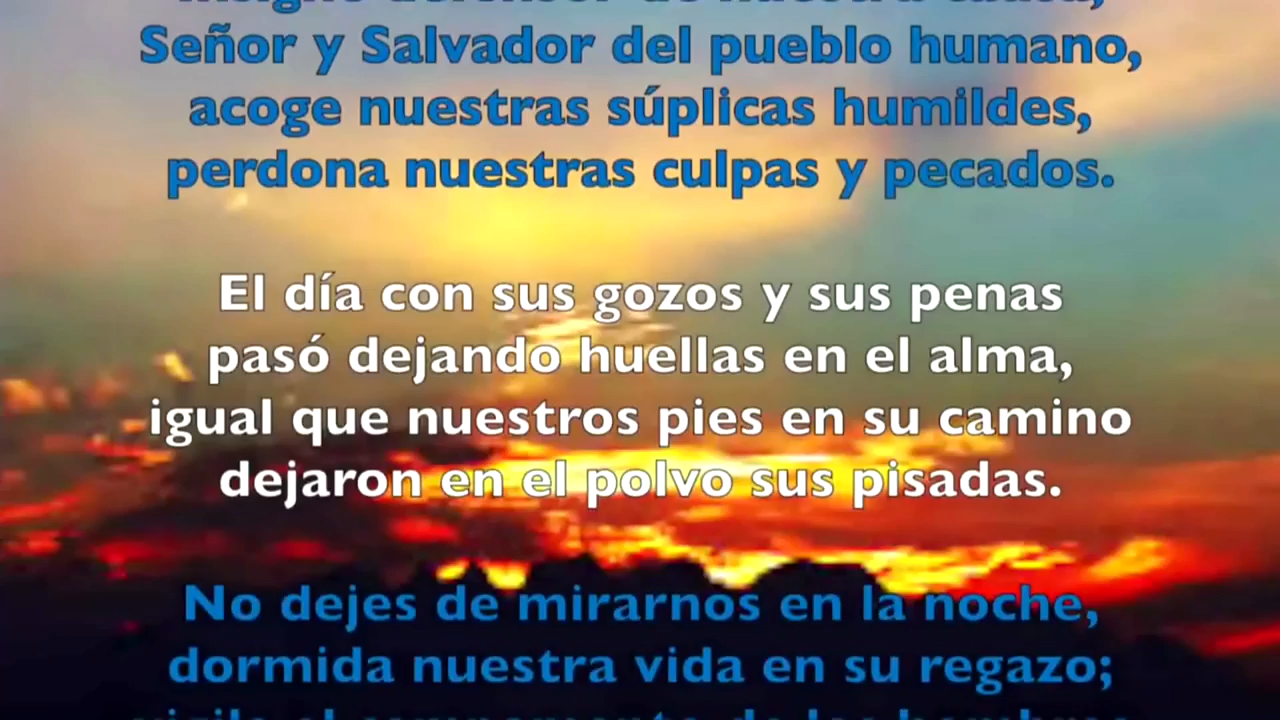 Señor y Salvador del pueblo humano,
acoge nuestras súplicas humildes,
perdona nuestras culpas y pecados.
El día con sus gozos y sus penas
pasó dejando huellas en el alma,
igual que nuestros pies en su camino
dejaron en el polvo sus pisadas.
No dejes de mirarnos en la noche,
dormida nuestra vida en su regazo;